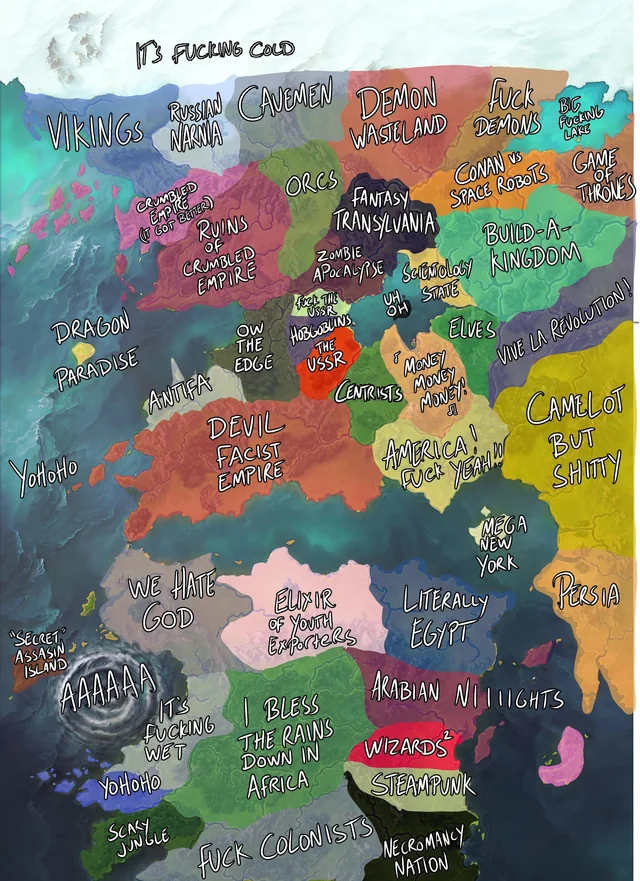 IT'S FUCKING COLD
VIKINGS
RUSSIAN
NARNIA
CAVEMEN
DEMON
WASTELAND
FUCK
DEMONS
BIG
FUCKING
LAKE
CRUMBLED
EMPIRE
(IT GOT BETTER)
RUINS
OF
CRUMBLED
EMPIRE
ORCS
FANTASY
TRANSYLVANIA
CONAN VS
SPACE ROBOTS
GAME
OF
THRONES
ZOMBIE
APOCALYPSE
SCIENTOLOGY
STATE
BUILD-A-
KINGDOM
DRAGON
PARADISE
OW
THE
EDGE
FUCK THE
USSR
HOBGOBLINS
THE
USSR
UH
OH
ELVES
VIVE LA REVOLUTION!
ANTIFA
CENTRISTS
MONEY
MONEY
MONEY!
CAMELOT
BUT
SHITTY
YOHOHO
DEVIL
FACIST
EMPIRE
AMERICA!
FUCK YEAH!!
MEGA
NEW
YORK
WE HATE
GOD
ELIXIR
OF YOUTH
EXPORTERS
LITERALLY
EGYPT
PERSIA
"SECRET"
ASSASIN
ISLAND
AAAAAA
IT'S
FUCKING
WET
I BLESS
THE RAINS
DOWN IN
AFRICA
ARABIAN NIIIIGHTS
WIZARDS²
STEAMPUNK
YOHOHO
SCARY
JUNGLE
FUCK COLONISTS
NECROMANCY
NATION